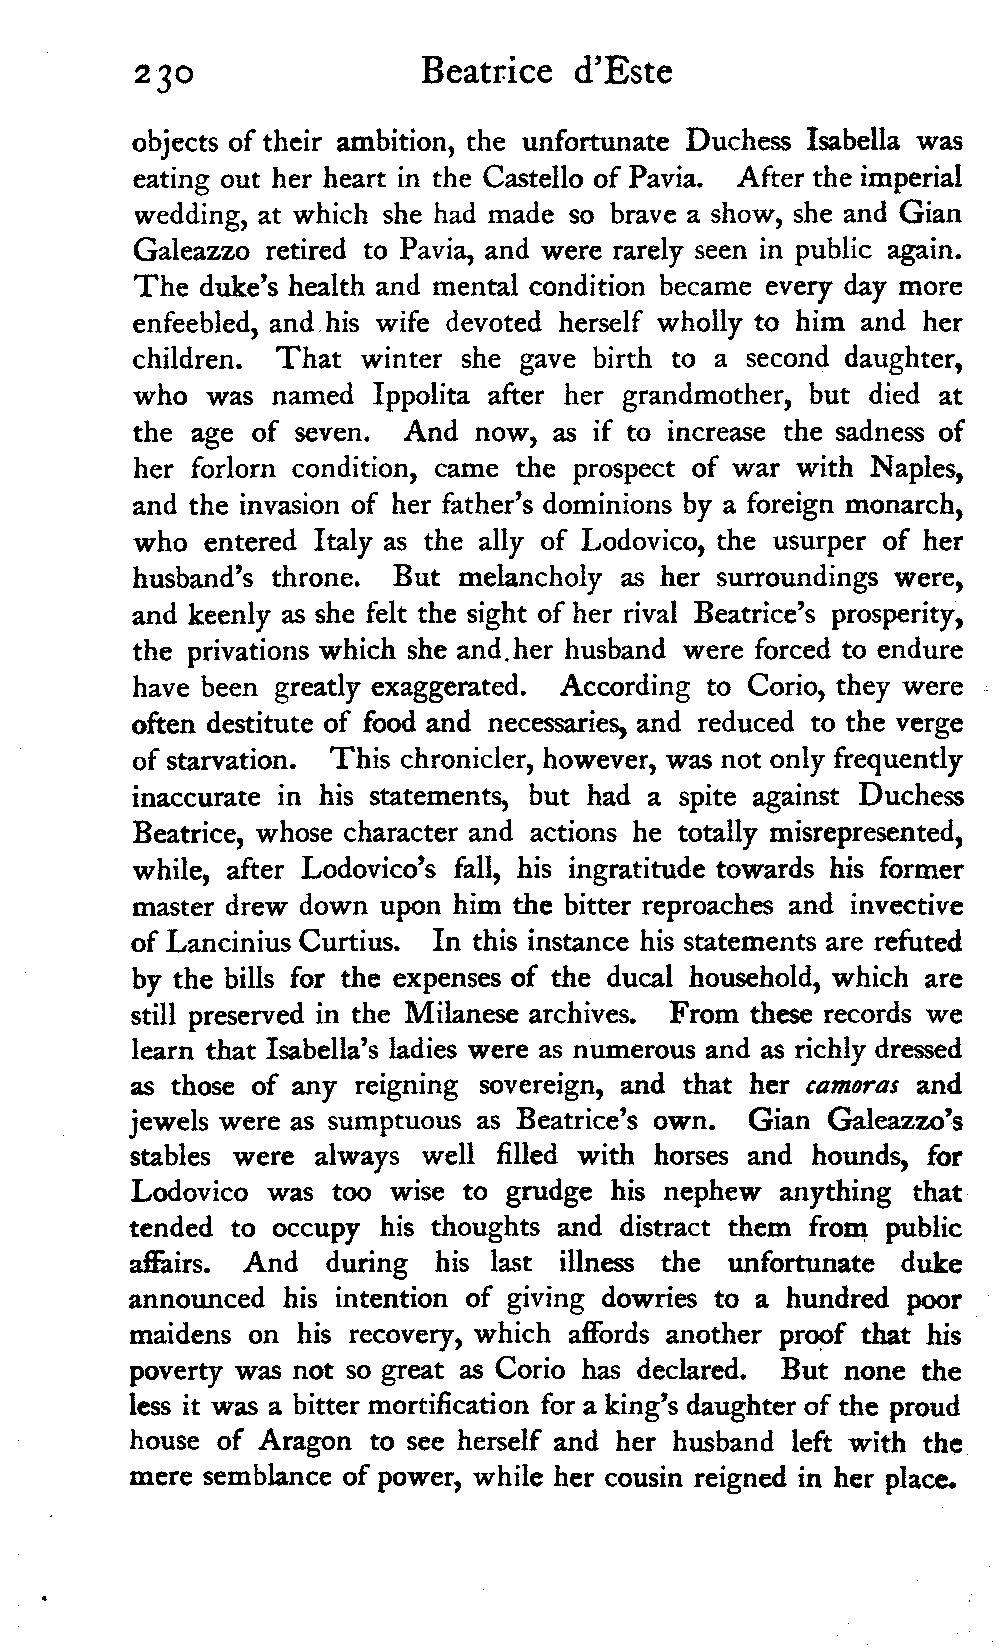 230 Beatrice d'Este
objects of their ambition, the unfortunate Duchess Isabella was
eating out her heart in the Castello of Pavia. After the imperial
wedding, at which she had made so brave a show, she and Gian
Galeazzo retired to Pavia, and were rarely seen in public again.
The duke's health and mental condition became every day more
enfeebled, and his wife devoted herself wholly to him and her
children. That winter she gave birth to a second daughter,
who was named Ippolita after her grandmother, but died at
the age of seven. And now, as if to increase the sadness of
her forlorn condition, came the prospect of war with Naples,
and the invasion of her father's dominions by a foreign monarch,
who entered Italy as the ally of Lodovico, the usurper of her
husband's throne. But melancholy as her surroundings were,
and keenly as she felt the sight of her rival Beatrice's prosperity,
the privations which she and her husband were forced to endure
have been greatly exaggerated. According to Corio, they were
often destitute of food and necessaries, and reduced to the verge
of starvation. This chronicler, however, was not only frequently
inaccurate in his statements, but had a spite against Duchess
Beatrice, whose character and actions he totally misrepresented,
while, after Lodovico's fall, his ingratitude towards his former
master drew down upon him the bitter reproaches and invective
of Lancinius Curtius. In this instance his statements are refuted
by the bills for the expenses of the ducal household, which are
still preserved in the Milanese archives. From these records we
learn that Isabella's ladies were as numerous and as richly dressed
as those of any reigning sovereign, and that her camoras and
jewels were as sumptuous as Beatrice's own. Gian Galeazzo's
stables were always well filled with horses and hounds, for
Lodovico was too wise to grudge his nephew anything that
tended to occupy his thoughts and distract them from public
affairs. And during his last illness the unfortunate duke
announced his intention of giving dowries to a hundred poor
maidens on his recovery, which affords another proof that his
poverty was not so great as Corio has declared. But none the
less it was a bitter mortification for a king's daughter of the proud
house of Aragon to see herself and her husband left with the
mere semblance of power, while her cousin reigned in her place.